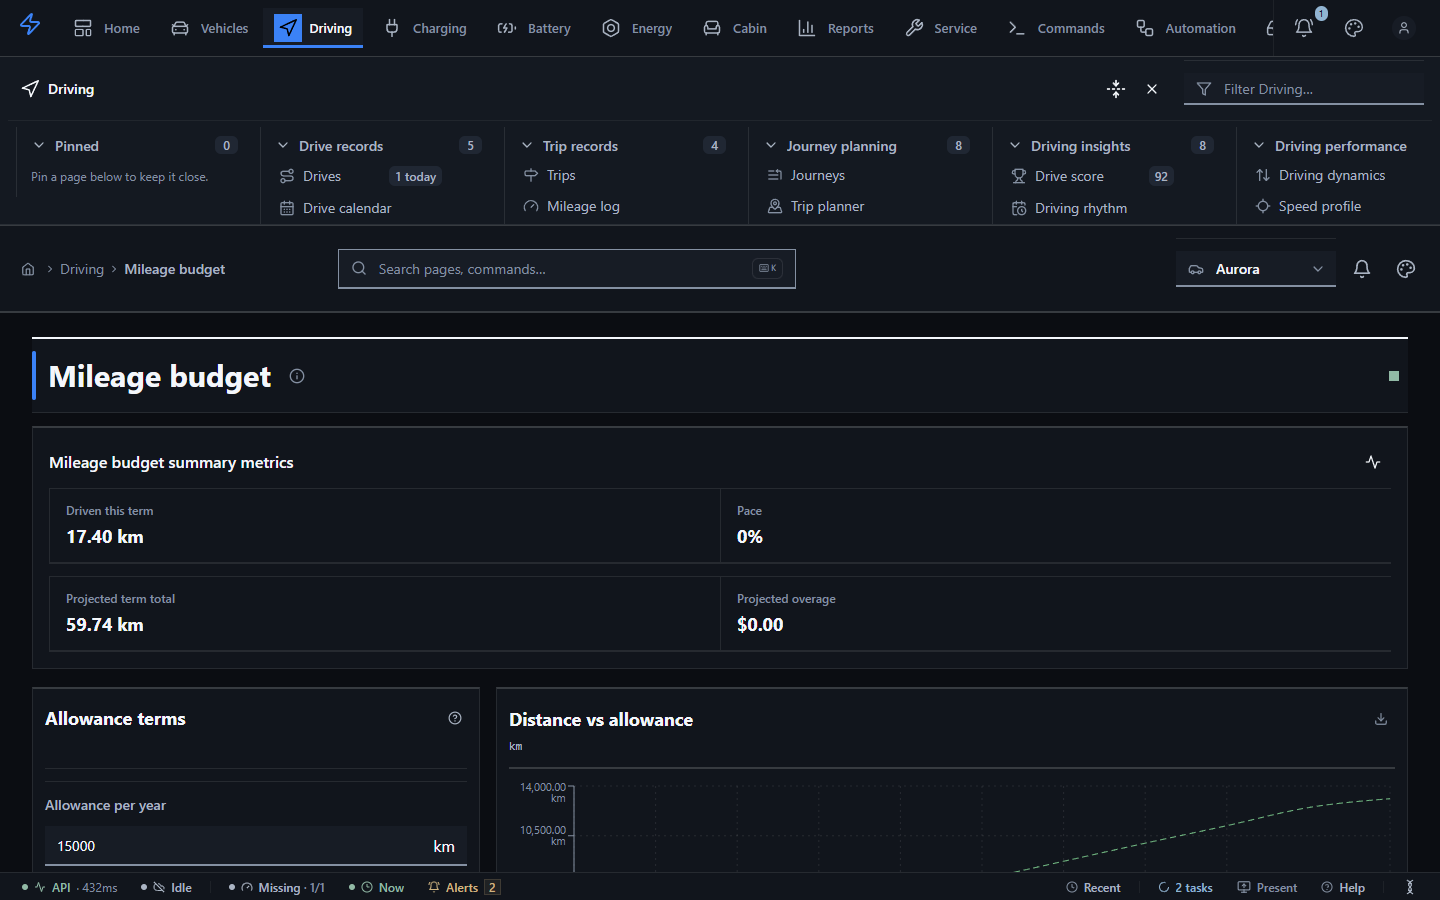 Home Vehicles Driving Charging Battery Energy Cabin Reports Service Commands Automation 1
Driving Filter Driving...
Pinned 0 Drive records 5 Trip records 4 Journey planning 8 Driving insights 8 Driving performance
Pin a page below to keep it close. Drives 1 today Trips Journeys Drive score 92 Driving dynamics
Drive calendar Mileage log Trip planner Driving rhythm Speed profile
Driving Mileage budget Search pages, commands... K Aurora
Mileage budget
Mileage budget summary metrics
Driven this term Pace
17.40 km 0%
Projected term total Projected overage
59.74 km $0.00
Allowance terms Distance vs allowance
km
14,000.00
km
Allowance per year
10,500.00
km
15000 km
API · 432ms Idle Missing · 1/1 Now Alerts 2 Recent 2 tasks Present Help